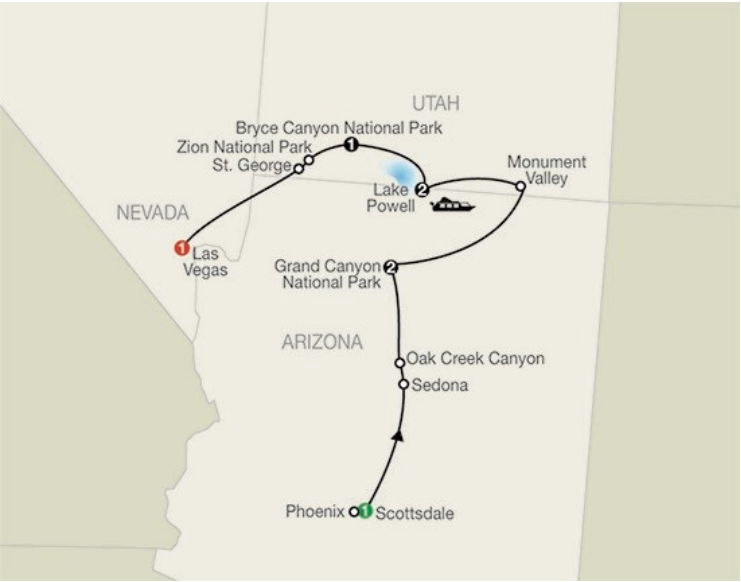 UTAH
Bryce Canyon National Park
1
Zion National Park
St. George
Monument
Valley
Lake
Powell
2
NEVADA
1
Las
Vegas
Grand Canyon
National Park
2
ARIZONA
Oak Creek Canyon
Sedona
Phoenix
1
Scottsdale